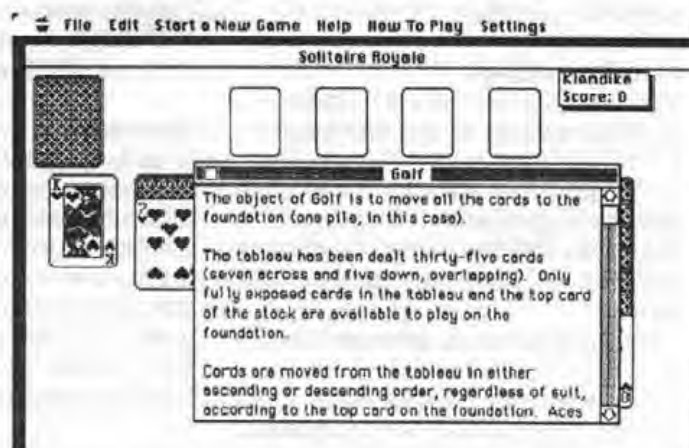 File Edit Start a New Game Help How To Play Settings
Solitaire Royale
Klondike
Score: 0
Golf
The object of Golf is to move all the cards to the
foundation (one pile, in this case).
The tableau has been dealt thirty-five cards
(seven across and five down, overlapping). Only
fully exposed cards in the tableau and the top card
of the stock are available to play on the
foundation.
Cards are moved from the tableau in either
ascending or descending order, regardless of suit,
according to the top card on the foundation. Aces